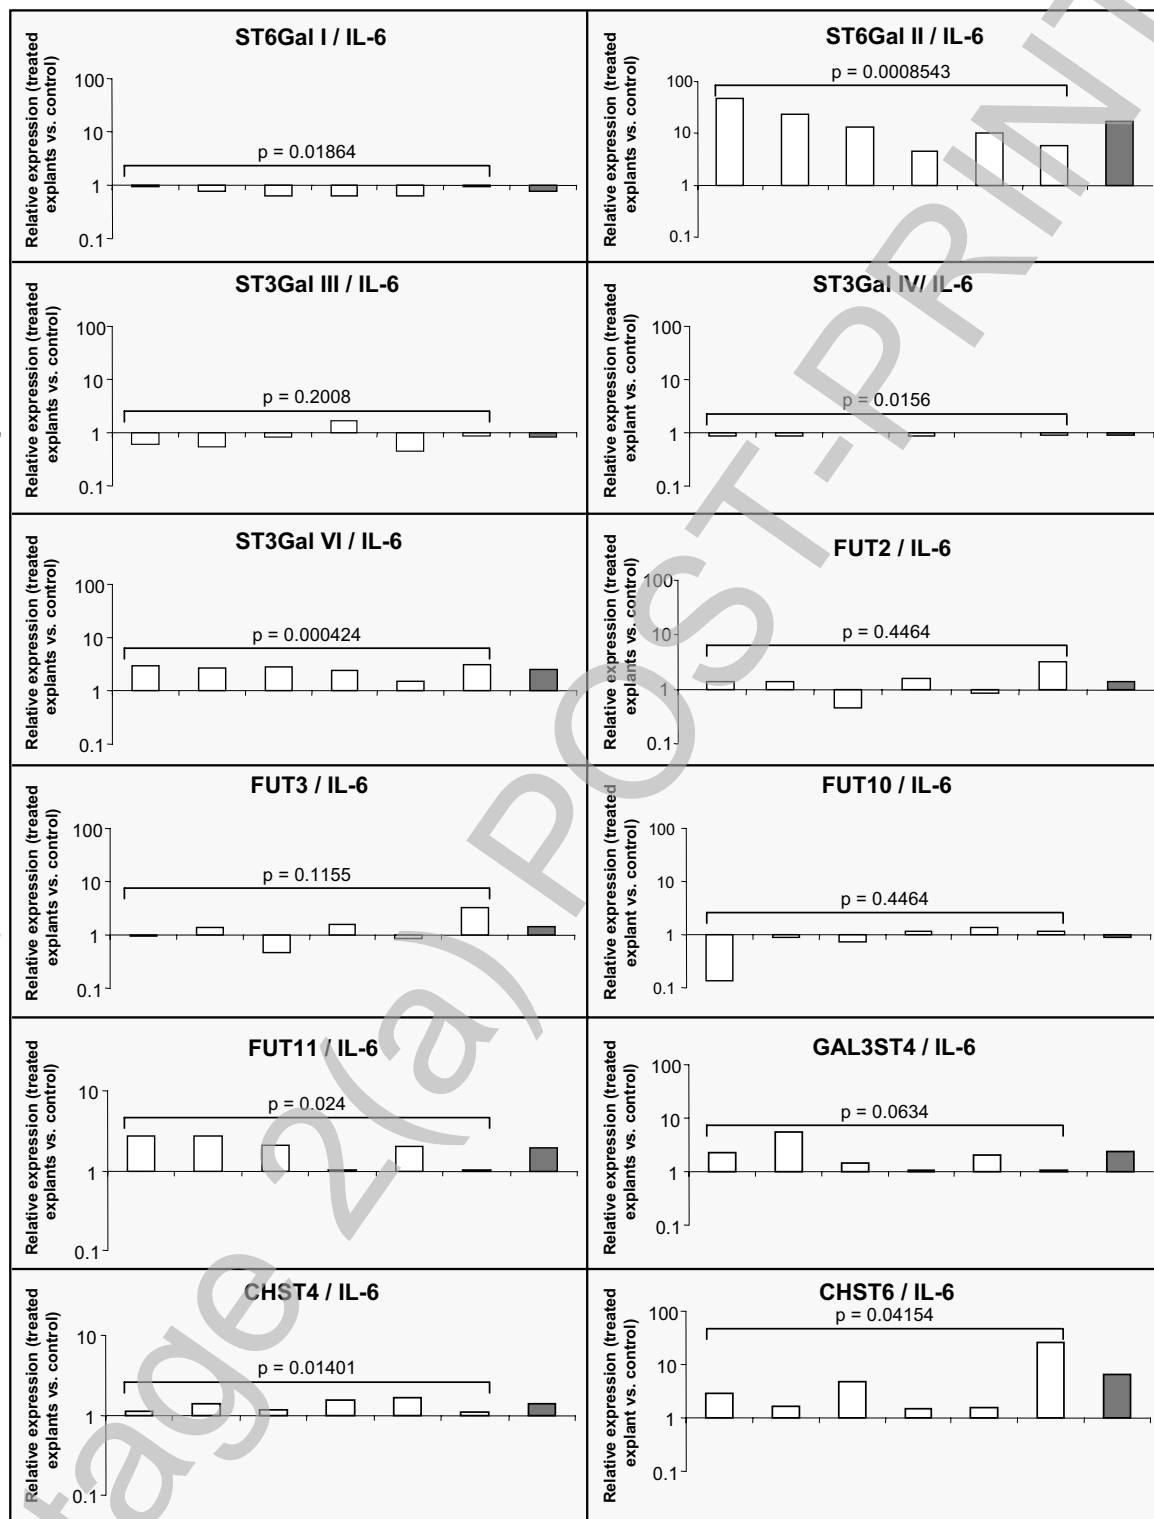 ST6Gal I / IL-6
Relative expression (treated
explants vs. control)
100
10
1
0.1
p = 0.01864
ST6Gal II / IL-6
Relative expression (treated
explants vs. control)
100
10
1
0.1
p = 0.0008543
ST3Gal III / IL-6
Relative expression (treated
explants vs. control)
100
10
1
0.1
p = 0.2008
ST3Gal IV/ IL-6
Relative expression (treated
explant vs. control)
100
10
1
0.1
p = 0.0156
ST3Gal VI / IL-6
Relative expression (treated
explants vs. control)
100
10
1
0.1
p = 0.000424
FUT2 / IL-6
Relative expression (treated
explants vs. control)
100
10
1
0.1
p = 0.4464
FUT3 / IL-6
Relative expression (treated
explants vs. control)
100
10
1
0.1
p = 0.1155
FUT10 / IL-6
Relative expression (treated
explant vs. control)
100
10
1
0.1
p = 0.4464
FUT11 / IL-6
Relative expression (treated
explants vs. control)
10
1
0.1
p = 0.024
GAL3ST4 / IL-6
Relative expression (treated
explants vs. control)
100
10
1
0.1
p = 0.0634
CHST4 / IL-6
Relative expression (treated
explants vs. control)
10
1
0.1
p = 0.01401
CHST6 / IL-6
Relative expression (treated
explant vs. control)
100
10
1
0.1
p = 0.04154
tage 2(a) POST-PRINT